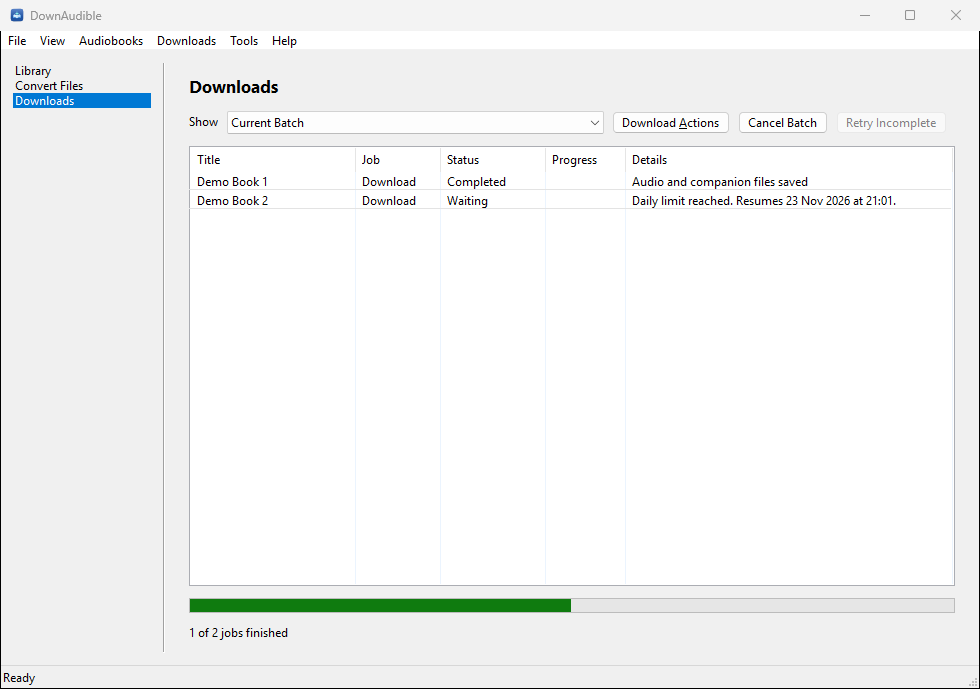 DownAudible
File View Audiobooks Downloads Tools Help
Library
Convert Files
Downloads
Downloads
Show Current Batch Download Actions Cancel Batch Retry Incomplete
Title Job Status Progress Details
Demo Book 1 Download Completed Audio and companion files saved
Demo Book 2 Download Waiting Daily limit reached. Resumes 23 Nov 2026 at 21:01.
1 of 2 jobs finished
Ready